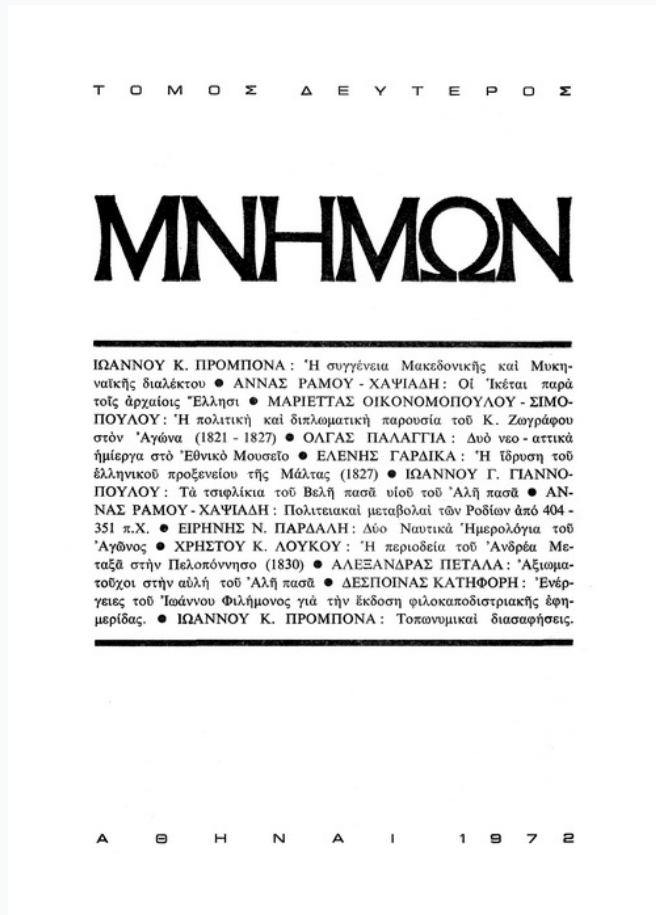 ΤΟΜΟΣ ΔΕΥΤΕΡΟΣ
ΜΝΗΜΩΝ
ΙΩΑΝΝΟΥ Κ. ΠΡΟΜΠΟΝΑ : Ἡ συγγένεια Μακεδονικῆς καὶ Μυκη-
ναϊκῆς διαλέκτου ● ΑΝΝΑΣ ΡΑΜΟΥ - ΧΑΨΙΑΔΗ : Οἱ Ἱκέται παρὰ
τοῖς ἀρχαίοις Ἕλλησι ● ΜΑΡΙΕΤΤΑΣ ΟΙΚΟΝΟΜΟΠΟΥΛΟΥ - ΣΙΜΟ-
ΠΟΥΛΟΥ : Ἡ πολιτικὴ καὶ διπλωματικὴ παρουσία τοῦ Κ. Ζωγράφου
στὸν Ἀγώνα (1821 - 1827) ● ΟΛΓΑΣ ΠΑΛΑΓΓΙΑ : Δυὸ νεο - αττικὰ
ἡμίεργα στὸ Ἐθνικὸ Μουσεῖο ● ΕΛΕΝΗΣ ΓΑΡΔΙΚΑ : Ἡ ἵδρυση τοῦ
ἑλληνικοῦ προξενείου τῆς Μάλτας (1827) ● ΙΩΑΝΝΟΥ Γ. ΓΙΑΝΝΟ-
ΠΟΥΛΟΥ : Τὰ τσιφλίκια τοῦ Βελῆ πασᾶ υἱοῦ τοῦ Ἀλῆ πασᾶ ● ΑΝ-
ΝΑΣ ΡΑΜΟΥ - ΧΑΨΙΑΔΗ : Πολιτειακαὶ μεταβολαὶ τῶν Ροδίων ἀπὸ 404 -
351 π.Χ. ● ΕΙΡΗΝΗΣ Ν. ΠΑΡΔΑΛΗ : Δύο Ναυτικὰ Ἡμερολόγια τοῦ
Ἀγῶνος ● ΧΡΗΣΤΟΥ Κ. ΛΟΥΚΟΥ : Ἡ περιοδεία τοῦ Ἀνδρέα Με-
ταξᾶ στὴν Πελοπόννησο (1830) ● ΑΛΕΞΑΝΔΡΑΣ ΠΕΤΑΛΑ : Ἀξιωμα-
τοῦχοι στὴν αὐλὴ τοῦ Ἀλῆ πασᾶ ● ΔΕΣΠΟΙΝΑΣ ΚΑΤΗΦΟΡΗ : Ἐνέρ-
γειες τοῦ Ἰωάννου Φιλήμονος γιὰ τὴν ἔκδοση φιλοκαποδιστριακῆς ἐφη-
μερίδας. ● ΙΩΑΝΝΟΥ Κ. ΠΡΟΜΠΟΝΑ : Τοπωνυμικαὶ διασαφήσεις.
ΑΘΗΝΑΙ 1972